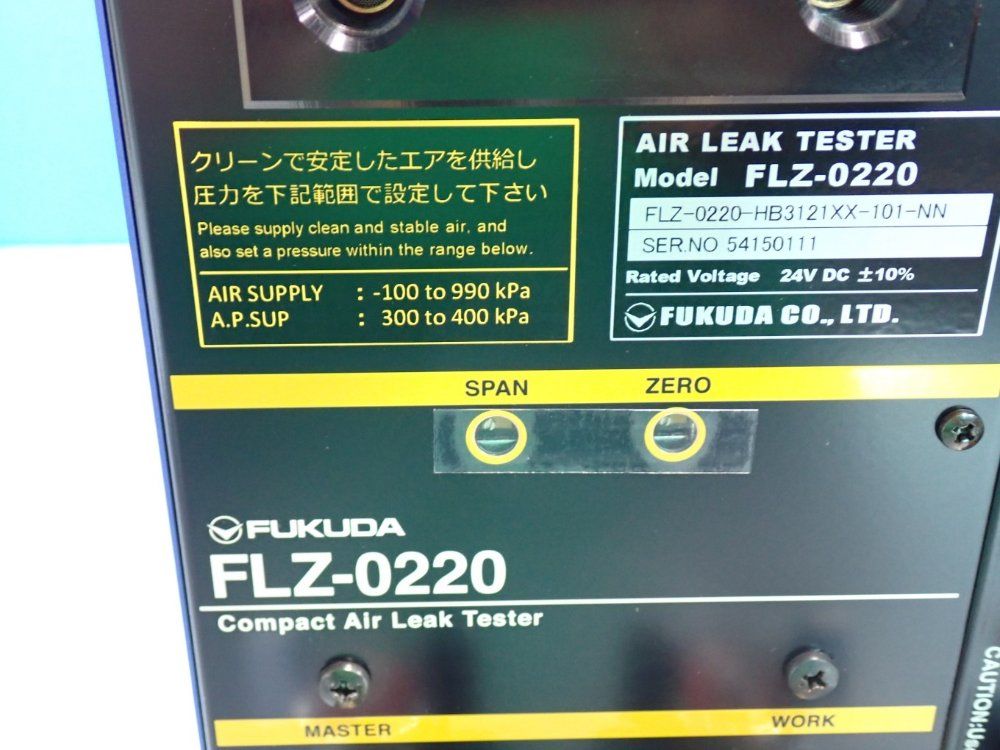 クリーンで安定したエアを供給し
圧力を下記範囲で設定して下さい
Please supply clean and stable air, and
also set a pressure within the range below.
AIR SUPPLY : -100 to 990 kPa
A.P.SUP : 300 to 400 kPa
AIR LEAK TESTER
Model FLZ-0220
FLZ-0220-HB3121XX-101-NN
SER.NO 54150111
Rated Voltage 24V DC ±10%
FUKUDA CO., LTD.
SPAN ZERO
FUKUDA
FLZ-0220
Compact Air Leak Tester
MASTER WORK
CAUTION:Us